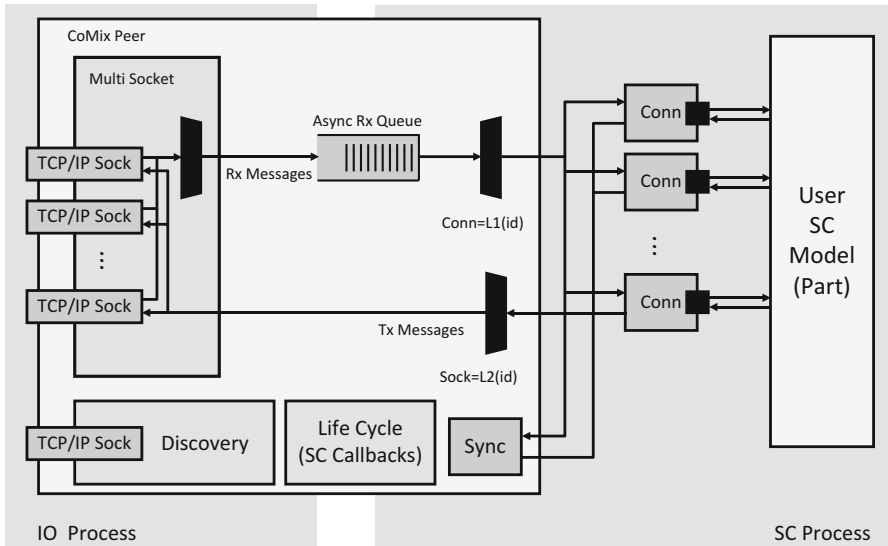 CoMix Peer
Multi Socket
Async Rx Queue
TCP/IP Sock
Rx Messages
TCP/IP Sock
Conn=L1(id)
TCP/IP Sock
Tx Messages
Sock=L2(id)
Conn
Conn
Conn
User
SC
Model
(Part)
TCP/IP Sock
Discovery
Life Cycle
(SC Callbacks)
Sync
IO Process
SC Process